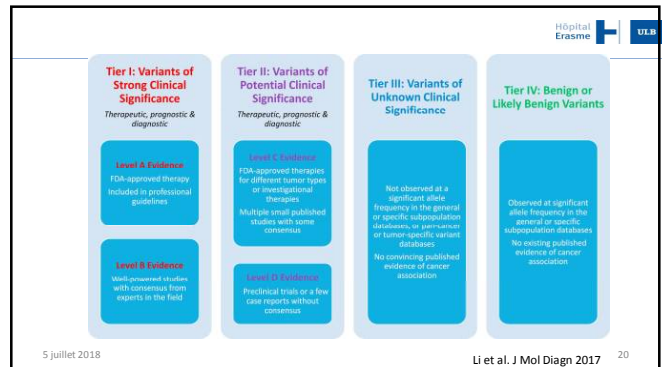 Hôpital
Erasme
ULB
Tier I: Variants of
Strong Clinical
Significance
Therapeutic, prognostic &
diagnostic
Level A Evidence
FDA-approved therapy
Included in professional
guidelines
Level B Evidence
Well-powered studies
with consensus from
experts in the field
Tier II: Variants of
Potential Clinical
Significance
Therapeutic, prognostic &
diagnostic
Level C Evidence
FDA-approved therapies
for different tumor types
or investigational
therapies
Multiple small published
studies with some
consensus
Level D Evidence
Preclinical trials or a few
case reports without
consensus
Tier III: Variants of
Unknown Clinical
Significance
Not observed at a
significant allele
frequency in the general
or specific subpopulation
databases, or pan-cancer
or tumor-specific variant
databases
No convincing published
evidence of cancer
association
Tier IV: Benign or
Likely Benign Variants
Observed at significant
allele frequency in the
general or specific
subpopulation databases
No existing published
evidence of cancer
association
5 juillet 2018
Li et al. J Mol Diagn 2017
20